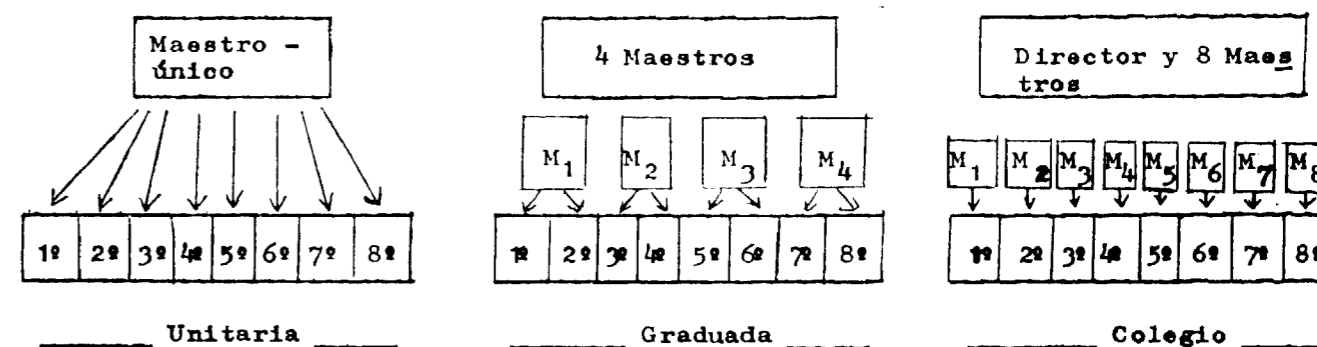 Maestro -
único
4 Maestros
Director y 8 Maes
tros
M1 M2 M3 M4
M1 M2 M3 M4 M5 M6 M7 M8
1º 2º 3º 4º 5º 6º 7º 8º
1º 2º 3º 4º 5º 6º 7º 8º
1º 2º 3º 4º 5º 6º 7º 8º
Unitaria
Graduada
Colegio